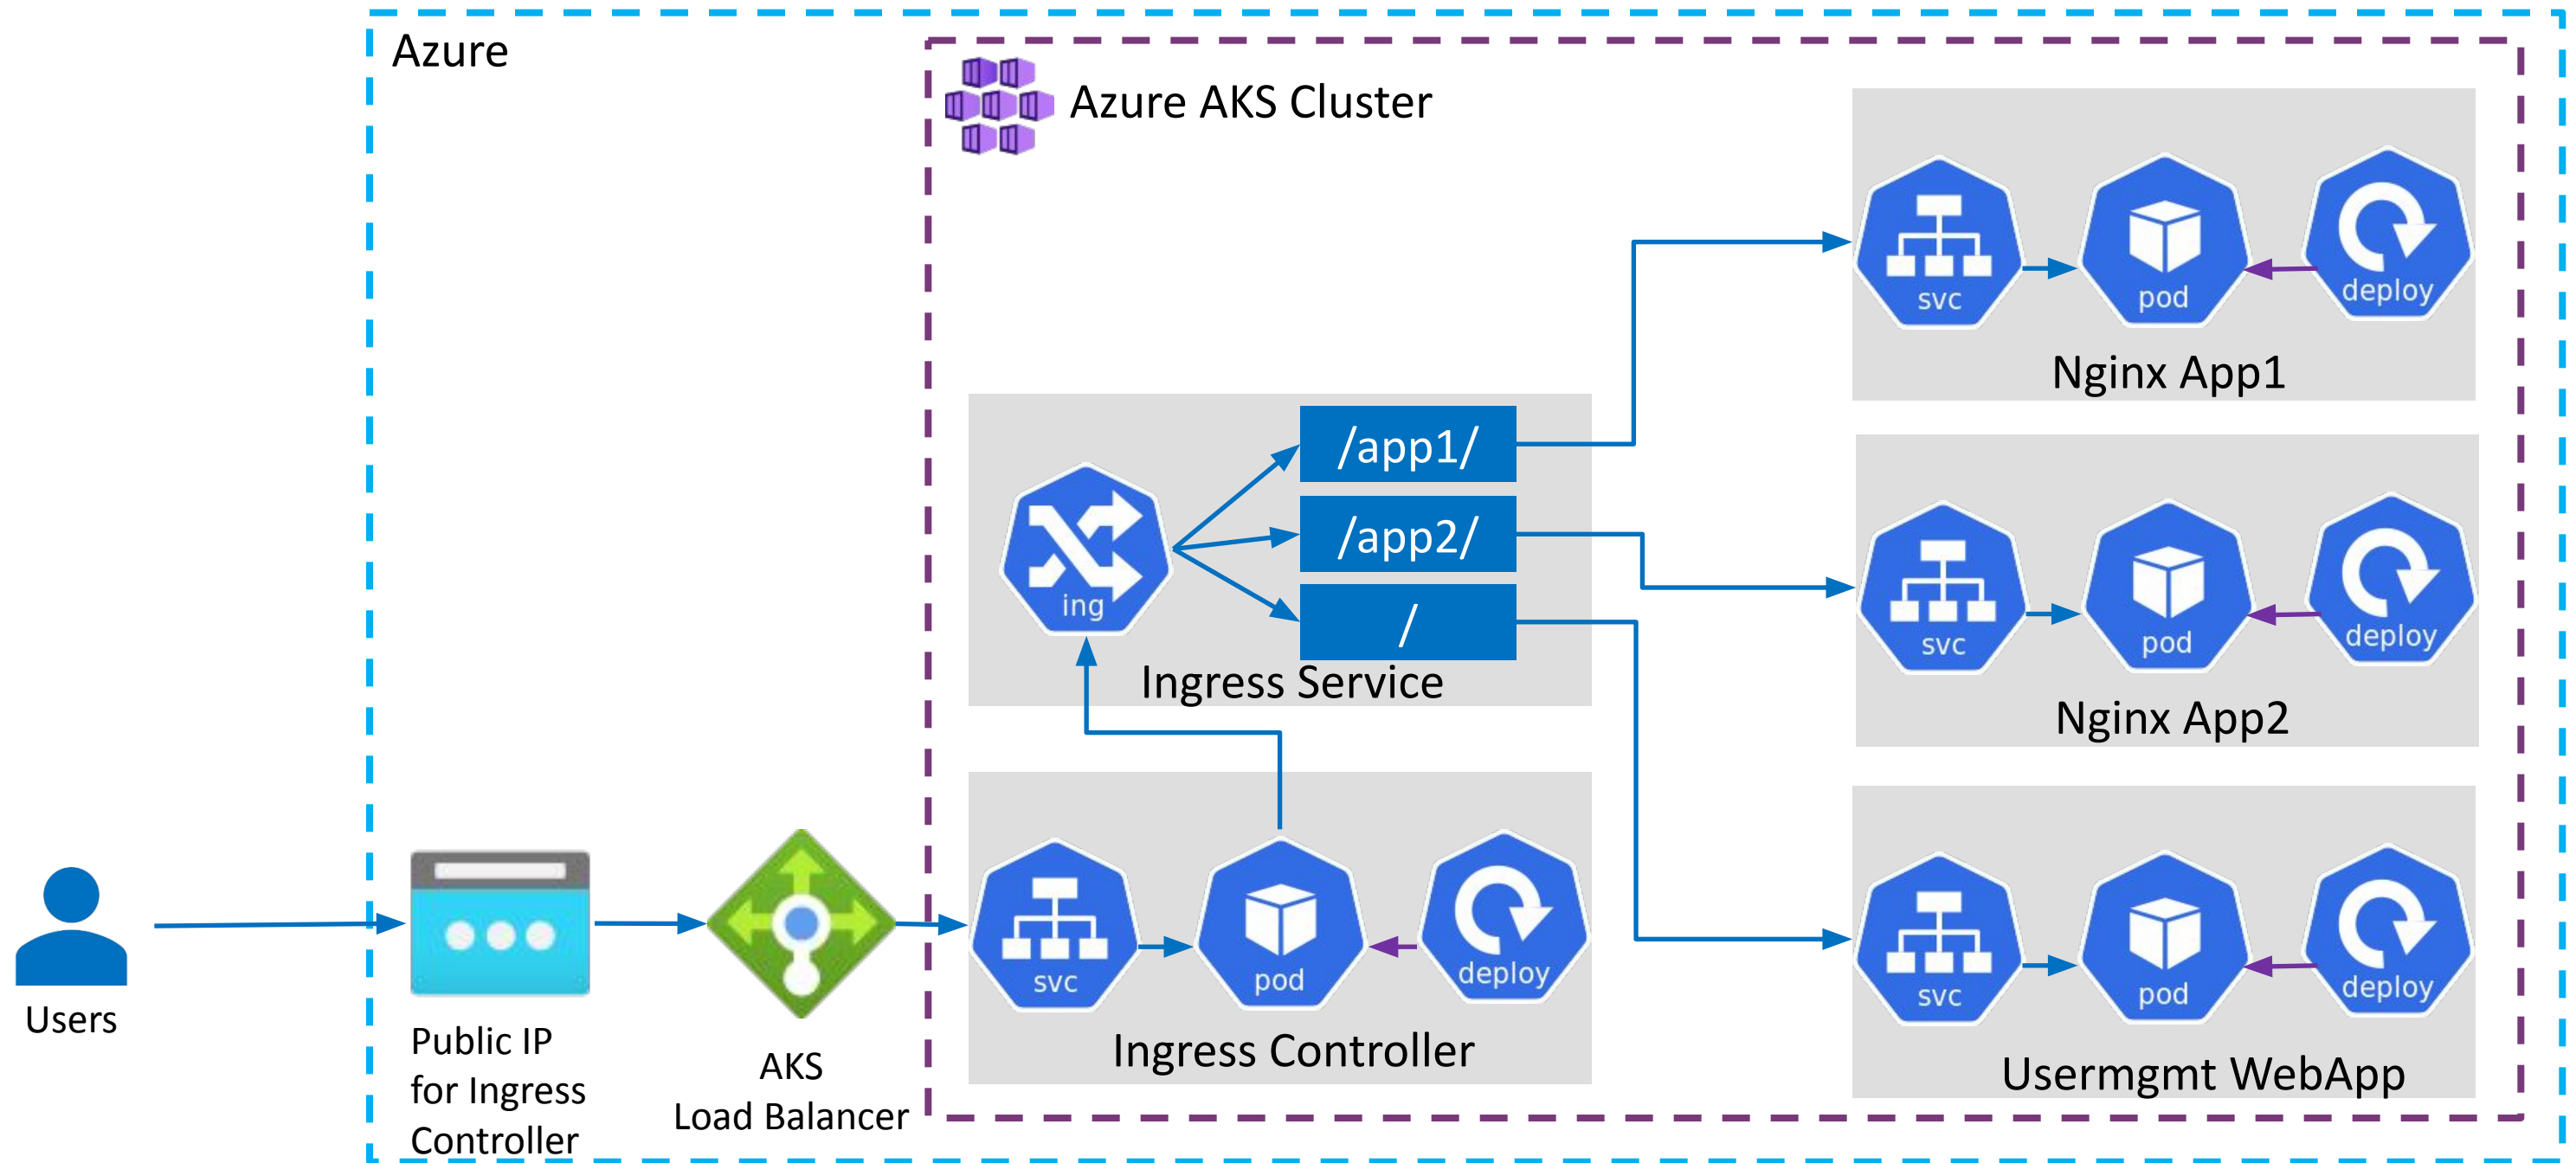 Azure
Azure AKS Cluster
svc
pod
deploy
Nginx App1
/app1/
/app2/
/
ing
Ingress Service
svc
pod
deploy
Nginx App2
Users
Public IP
for Ingress
Controller
AKS
Load Balancer
svc
pod
deploy
Ingress Controller
svc
pod
deploy
Usermgmt WebApp